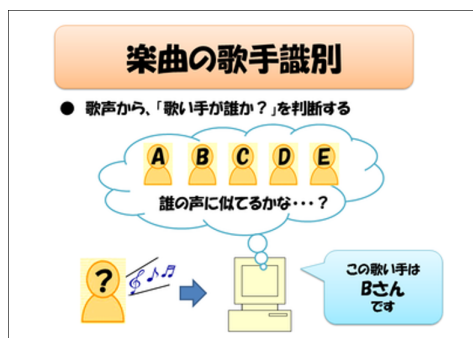 楽曲の歌手識別
● 歌声から、「歌い手が誰か？」を判断する
A B C D E
誰の声に似てるかな・・・？
?
この歌い手は
Bさん
です